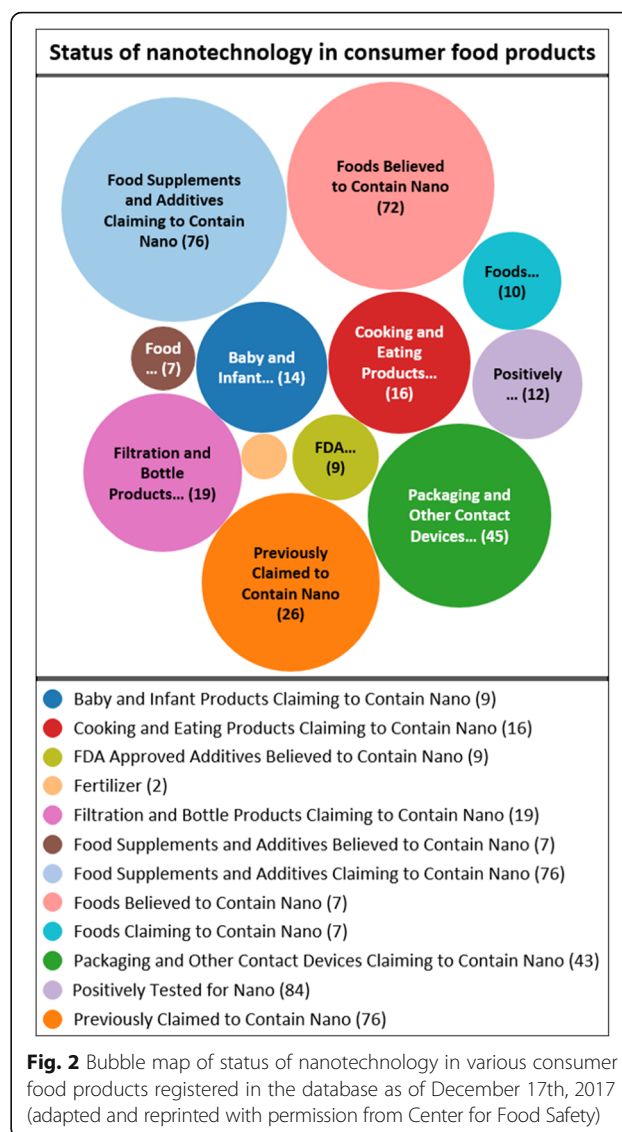 Status of nanotechnology in consumer food products
Food Supplements
and Additives
Claiming to Contain
Nano (76)
Foods Believed
to Contain Nano
(72)
Foods...
(10)
Food
... (7)
Baby and
Infant... (14)
Cooking and
Eating
Products...
(16)
Positively
... (12)
Filtration and
Bottle
Products... (19)
FDA...
(9)
Packaging and
Other Contact
Devices... (45)
Previously
Claimed to
Contain Nano
(26)
Baby and Infant Products Claiming to Contain Nano (9)
Cooking and Eating Products Claiming to Contain Nano (16)
FDA Approved Additives Believed to Contain Nano (9)
Fertilizer (2)
Filtration and Bottle Products Claiming to Contain Nano (19)
Food Supplements and Additives Believed to Contain Nano (7)
Food Supplements and Additives Claiming to Contain Nano (76)
Foods Believed to Contain Nano (7)
Foods Claiming to Contain Nano (7)
Packaging and Other Contact Devices Claiming to Contain Nano (43)
Positively Tested for Nano (84)
Previously Claimed to Contain Nano (76)
Fig. 2 Bubble map of status of nanotechnology in various consumer
food products registered in the database as of December 17th, 2017
(adapted and reprinted with permission from Center for Food Safety)